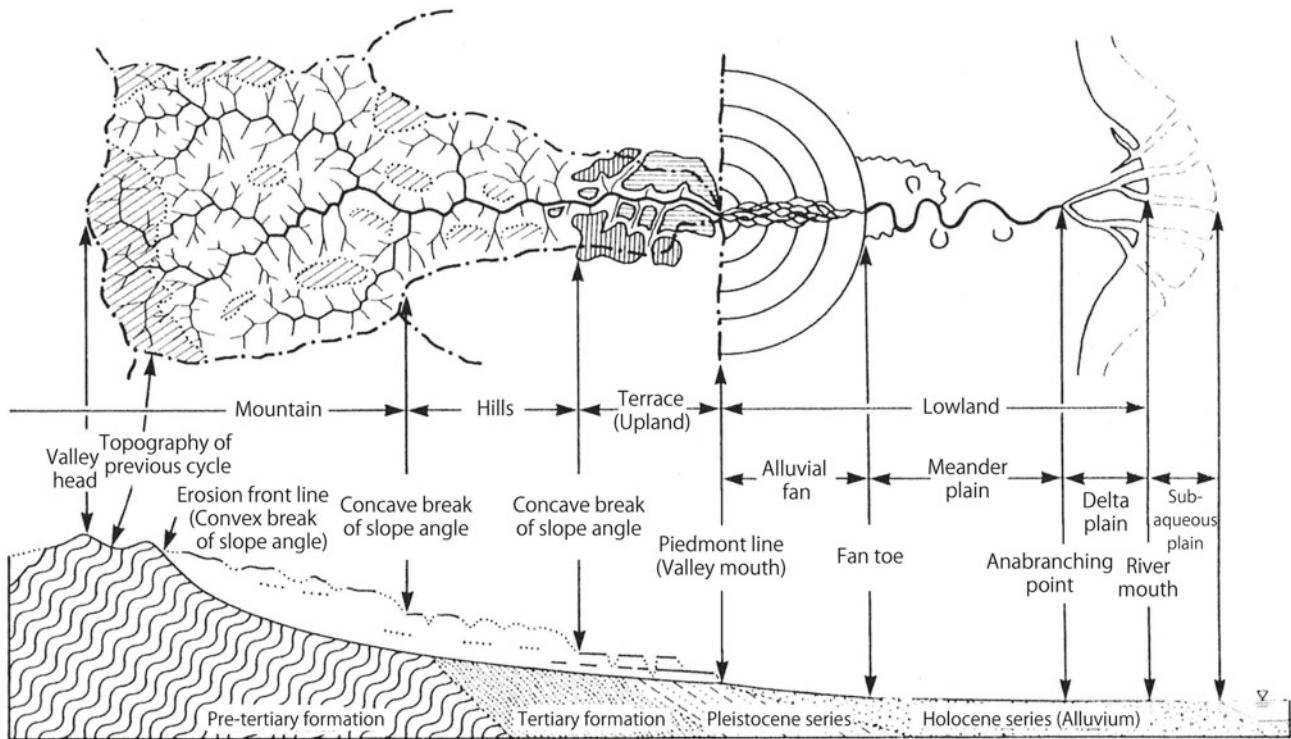 Mountain
Hills
Terrace
(Upland)
Lowland
Valley
head
Topography of
previous cycle
Erosion front line
(Convex break
of slope angle)
Concave break
of slope angle
Concave break
of slope angle
Piedmont line
(Valley mouth)
Alluvial
fan
Fan toe
Meander
plain
Anabranching
point
Delta
plain
River
mouth
Sub-
aqueous
plain
Pre-tertiary formation
Tertiary formation
Pleistocene series
Holocene series (Alluvium)